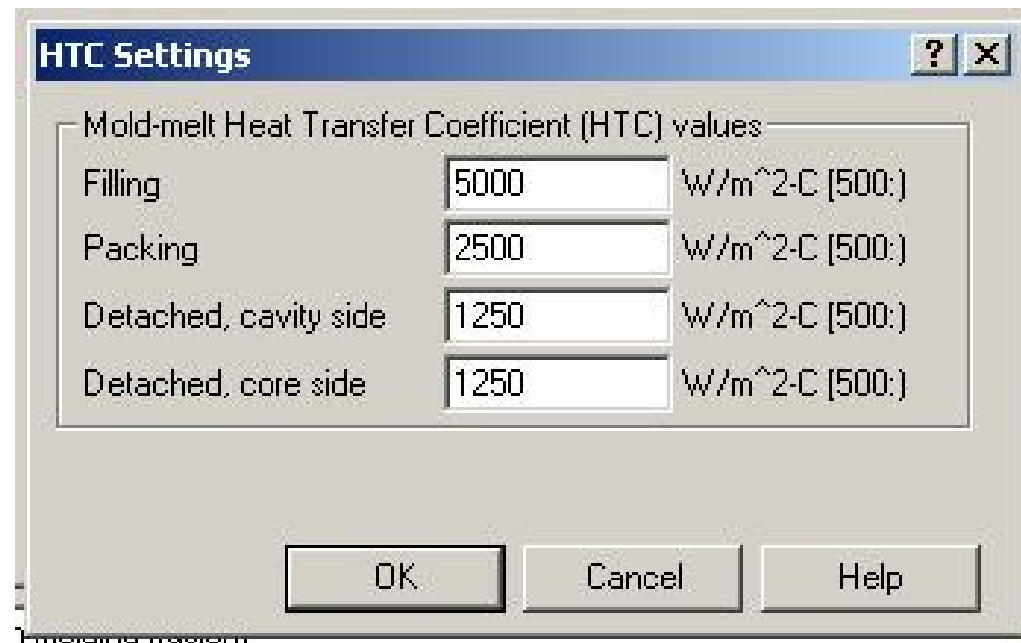 HTC Settings
Mold-melt Heat Transfer Coefficient (HTC) values
Filling 5000 W/m^2-C [500:)
Packing 2500 W/m^2-C [500:)
Detached, cavity side 1250 W/m^2-C [500:)
Detached, core side 1250 W/m^2-C [500:)
OK Cancel Help